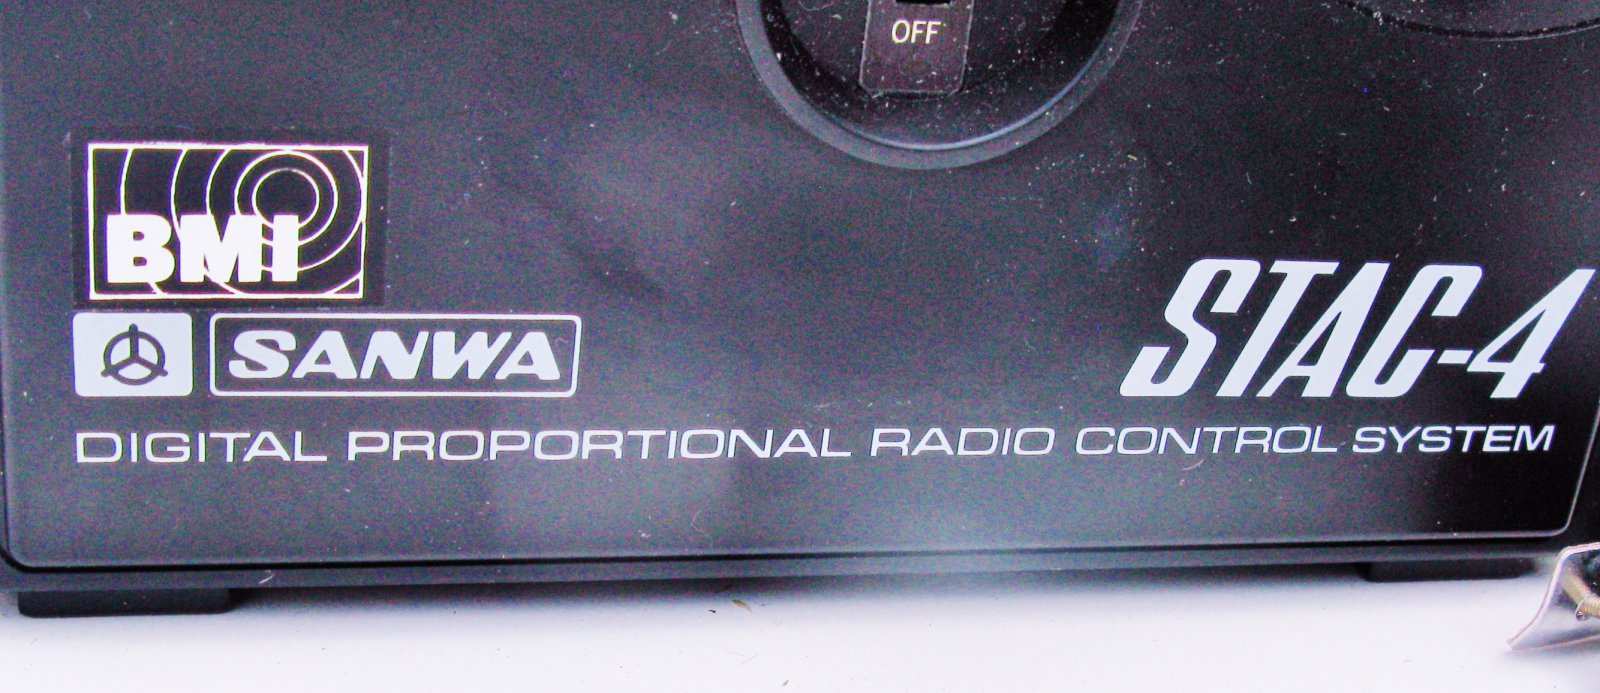 OFF
BMI
SANWA
STAC-4
DIGITAL PROPORTIONAL RADIO CONTROL SYSTEM